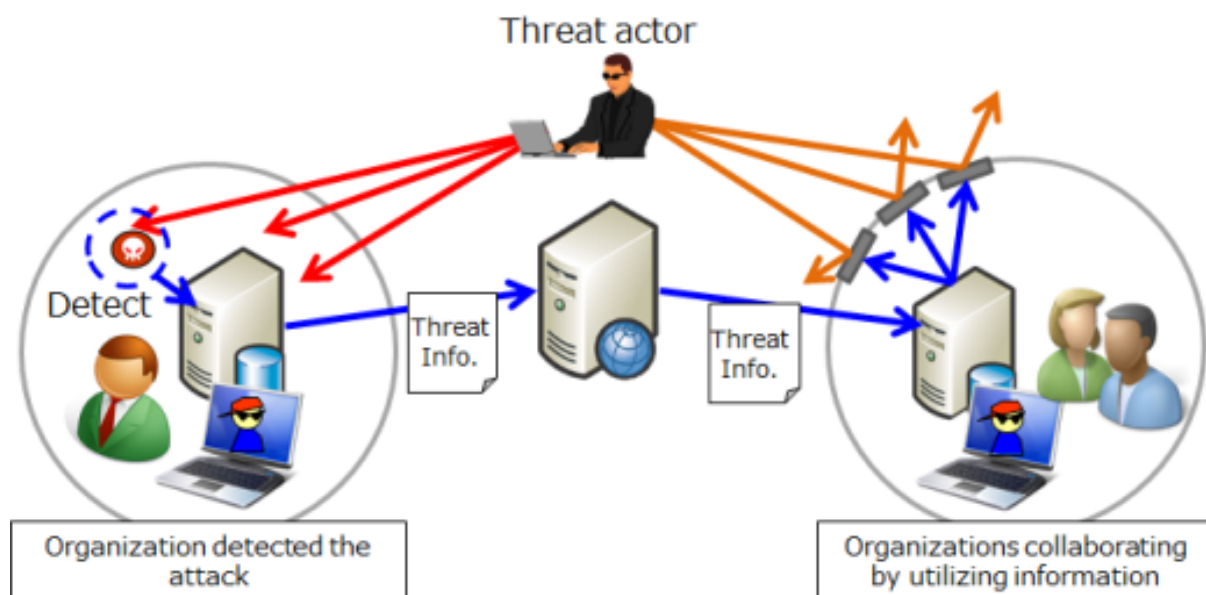 Threat actor
Detect
Threat
Info.
Threat
Info.
Organization detected the
attack
Organizations collaborating
by utilizing information